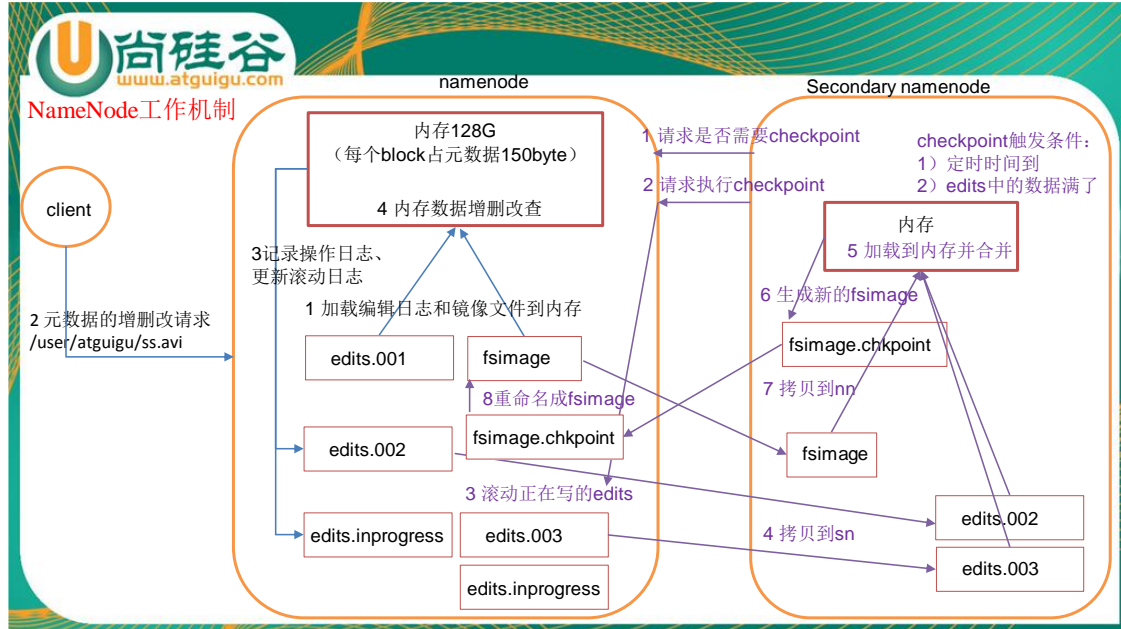 尚硅谷
www.atguigu.com
NameNode工作机制
namenode
Secondary namenode
内存128G
（每个block占元数据150byte）
4 内存数据增删改查
1 请求是否需要checkpoint
2 请求执行checkpoint
checkpoint触发条件：
1）定时时间到
2）edits中的数据满了
client
内存
5 加载到内存并合并
3记录操作日志、
更新滚动日志
6 生成新的fsimage
1 加载编辑日志和镜像文件到内存
2 元数据的增删改请求
/user/atguigu/ss.avi
edits.001
fsimage
fsimage.chkpoint
8重命名成fsimage
7 拷贝到nn
edits.002
fsimage.chkpoint
fsimage
3 滚动正在写的edits
edits.inprogress
edits.003
4 拷贝到sn
edits.002
edits.003
edits.inprogress